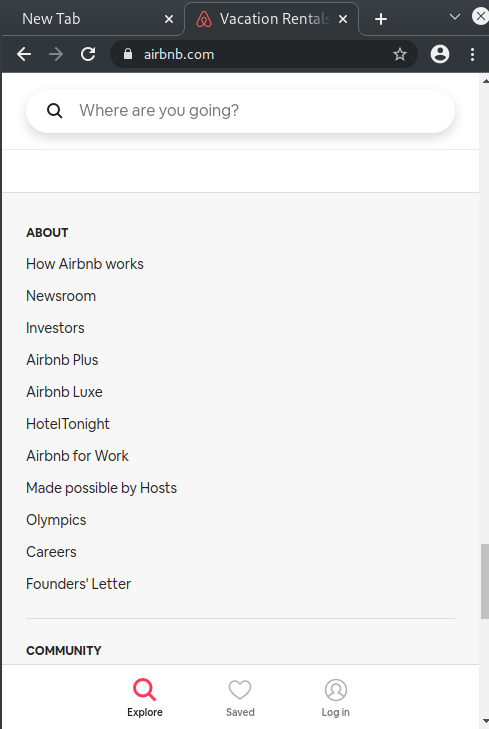 New Tab
Vacation Rentals
airbnb.com
Where are you going?
ABOUT
How Airbnb works
Newsroom
Investors
Airbnb Plus
Airbnb Luxe
HotelTonight
Airbnb for Work
Made possible by Hosts
Olympics
Careers
Founders' Letter
COMMUNITY
Explore
Saved
Log in